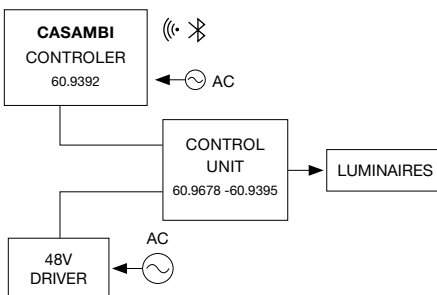 CASAMBI
CONTROLER
60.9392
AC
CONTROL
UNIT
60.9678 -60.9395
LUMINAIRES
AC
48V
DRIVER